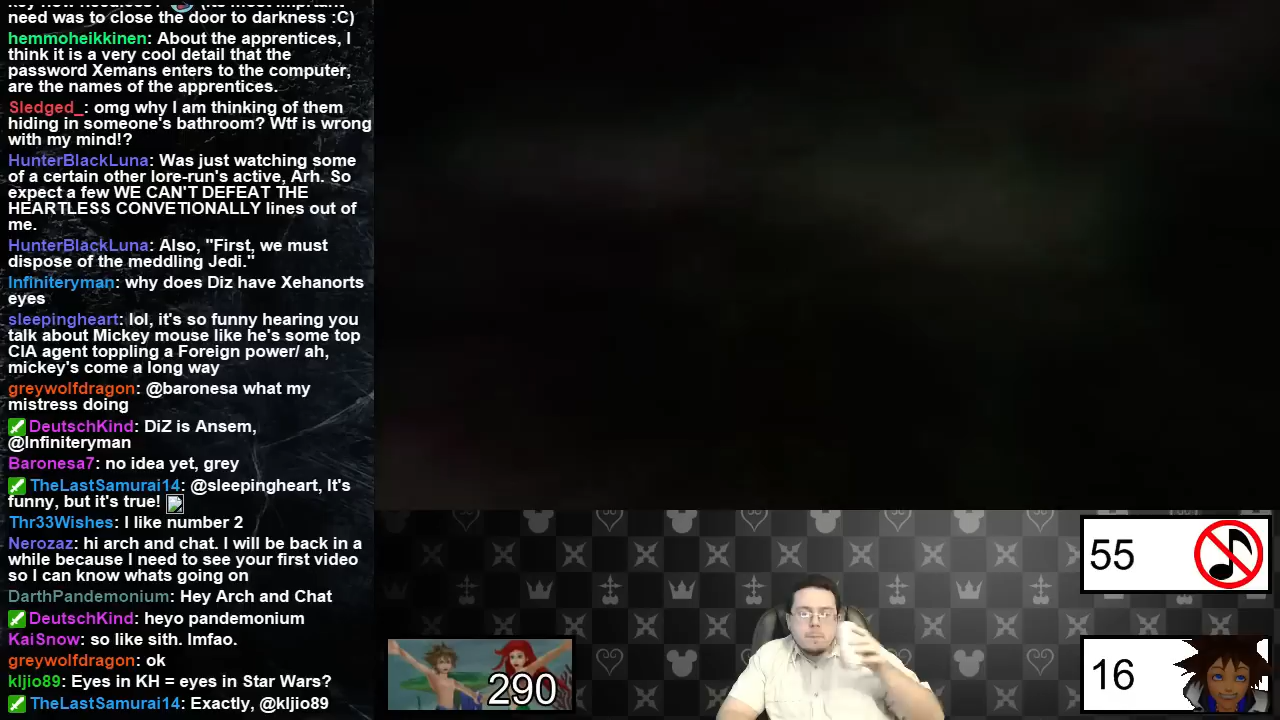 need was to close the door to darkness :C)
hemmoheikkinen: About the apprentices, I
think it is a very cool detail that the
password Xemans enters to the computer,
are the names of the apprentices.
Sledged_: omg why I am thinking of them
hiding in someone's bathroom? Wtf is wrong
with my mind!?
HunterBlackLuna: Was just watching some
of a certain other lore-run's active, Arh. So
expect a few WE CAN'T DEFEAT THE
HEARTLESS CONVETIONALLY lines out of
me.
HunterBlackLuna: Also, "First, we must
dispose of the meddling Jedi."
Infiniteryman: why does Diz have Xehanorts
eyes
sleepingheart: lol, it's so funny hearing you
talk about Mickey mouse like he's some top
CIA agent toppling a Foreign power/ ah,
mickey's come a long way
greywolfdragon: @baronesa what my
mistress doing
DeutschKind: DiZ is Ansem,
@Infiniteryman
Baronesa7: no idea yet, grey
TheLastSamurai14: @sleepingheart, It's
funny, but it's true!
Thr33Wishes: I like number 2
Nerozaz: hi arch and chat. I will be back in a
while because I need to see your first video
so I can know whats going on
DarthPandemonium: Hey Arch and Chat
DeutschKind: heyo pandemonium
KaiSnow: so like sith. lmfao.
greywolfdragon: ok
kljio89: Eyes in KH = eyes in Star Wars?
TheLastSamurai14: Exactly, @kljio89
55
290
16